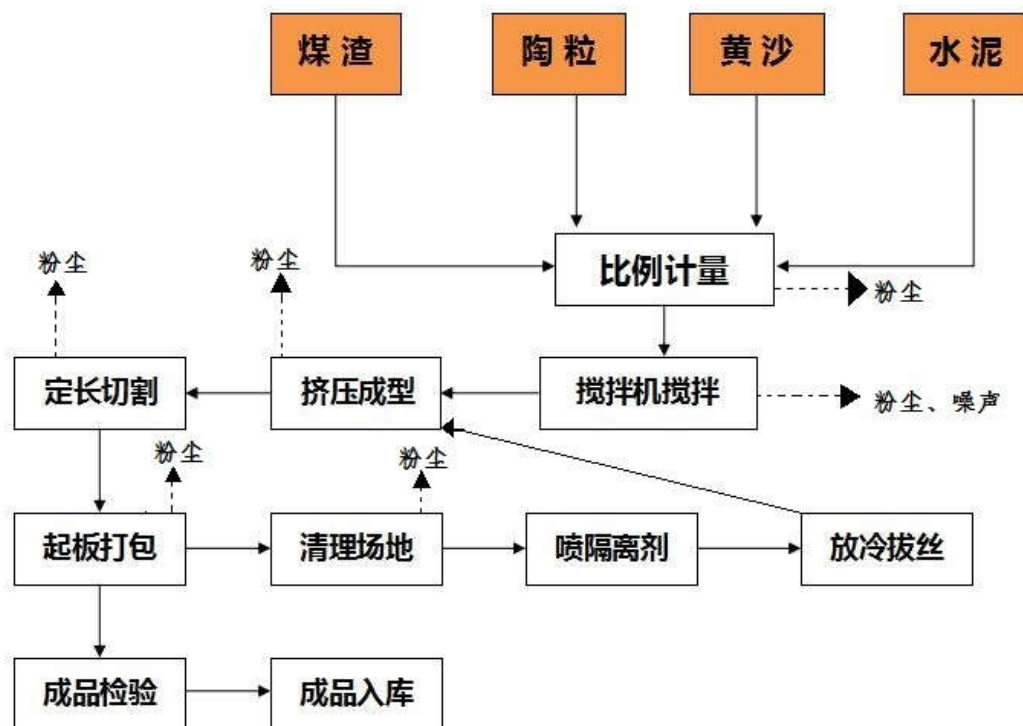 煤渣
陶粒
黄沙
水泥
比例计量
粉尘
粉尘
粉尘
定长切割
挤压成型
搅拌机搅拌
粉尘、噪声
粉尘
粉尘
起板打包
清理场地
喷隔离剂
放冷拔丝
成品检验
成品入库